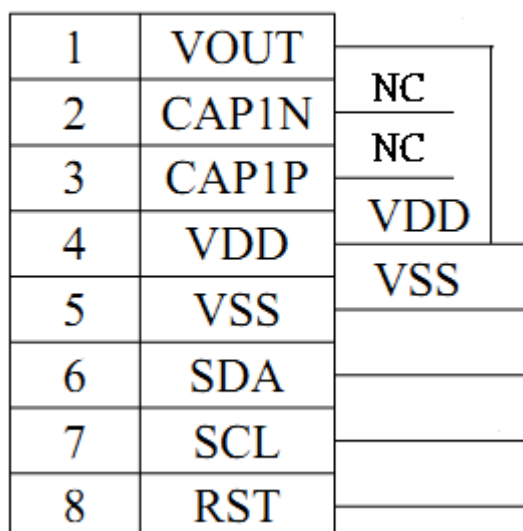 1 VOUT
NC
2 CAP1N
NC
3 CAP1P
VDD
4 VDD
VSS
5 VSS
6 SDA
7 SCL
8 RST